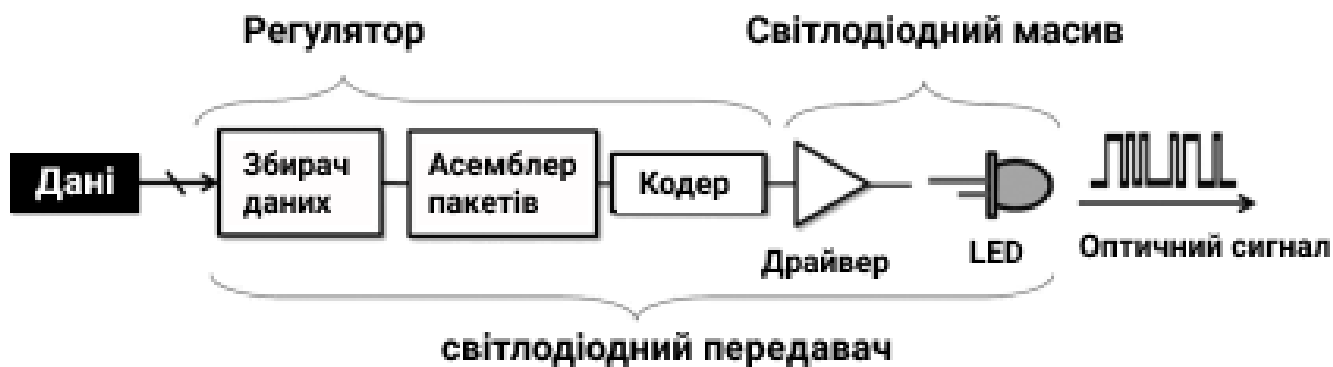 Регулятор
Світлодіодний масив
Дані
Збирач
даних
Асемблер
пакетів
Кодер
Драйвер
LED
Оптичний сигнал
світлодіодний передавач